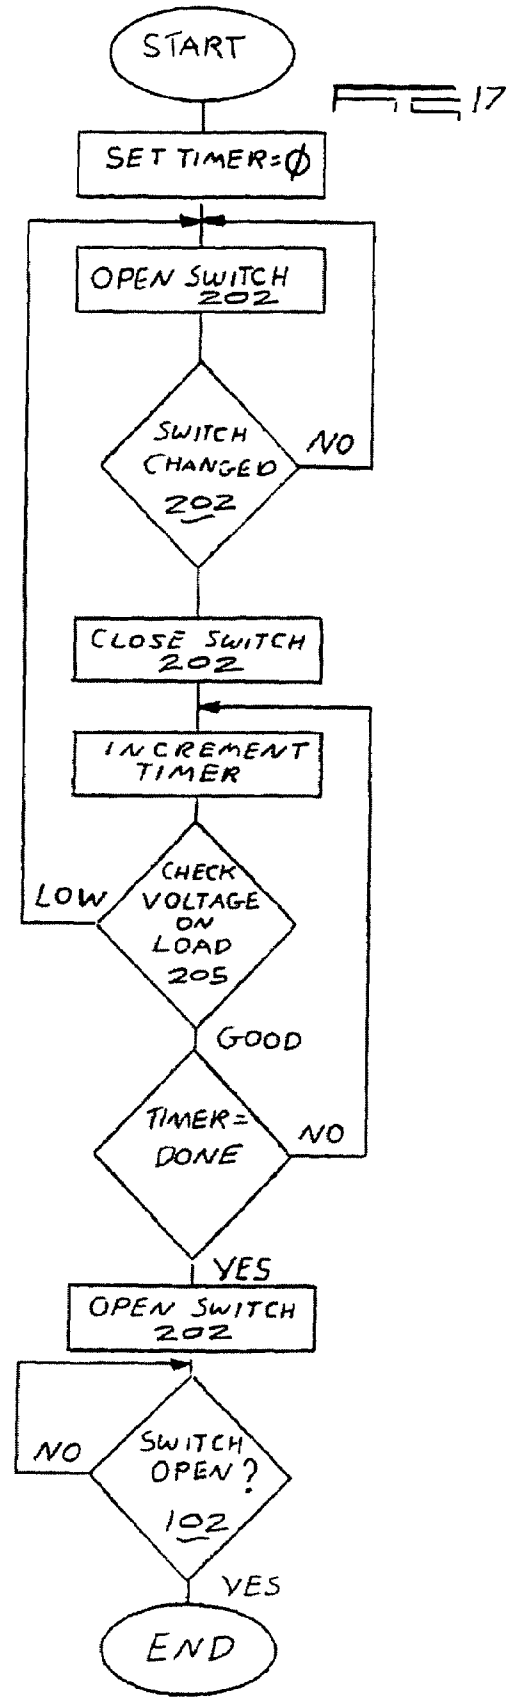 START
FIG. 17
SET TIMER=Ø
OPEN SWITCH
202
SWITCH
CHANGED
202
NO
CLOSE SWITCH
202
INCREMENT
TIMER
CHECK
VOLTAGE
ON
LOAD
205
LOW
GOOD
TIMER=
DONE
NO
YES
OPEN SWITCH
202
SWITCH
OPEN?
102
NO
YES
END